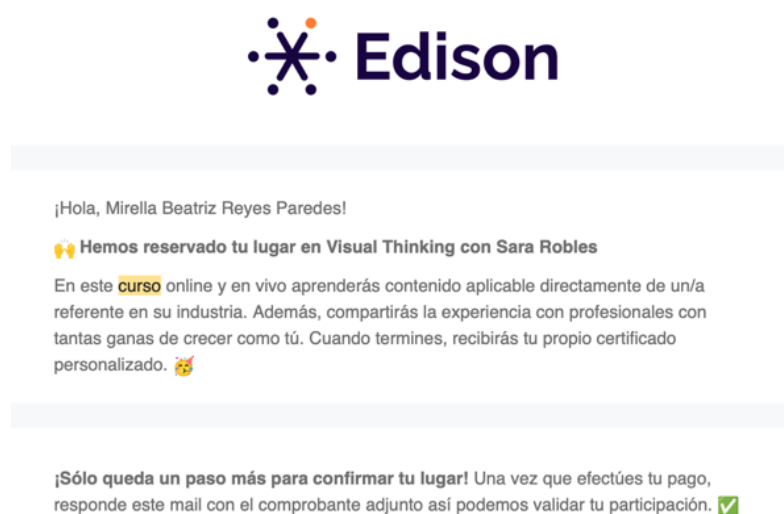 Edison
¡Hola, Mirella Beatriz Reyes Paredes!
🙌 Hemos reservado tu lugar en Visual Thinking con Sara Robles
En este curso online y en vivo aprenderás contenido aplicable directamente de un/a
referente en su industria. Además, compartirás la experiencia con profesionales con
tantas ganas de crecer como tú. Cuando termines, recibirás tu propio certificado
personalizado. 🥳
¡Sólo queda un paso más para confirmar tu lugar! Una vez que efectúes tu pago,
responde este mail con el comprobante adjunto así podemos validar tu participación. ✅